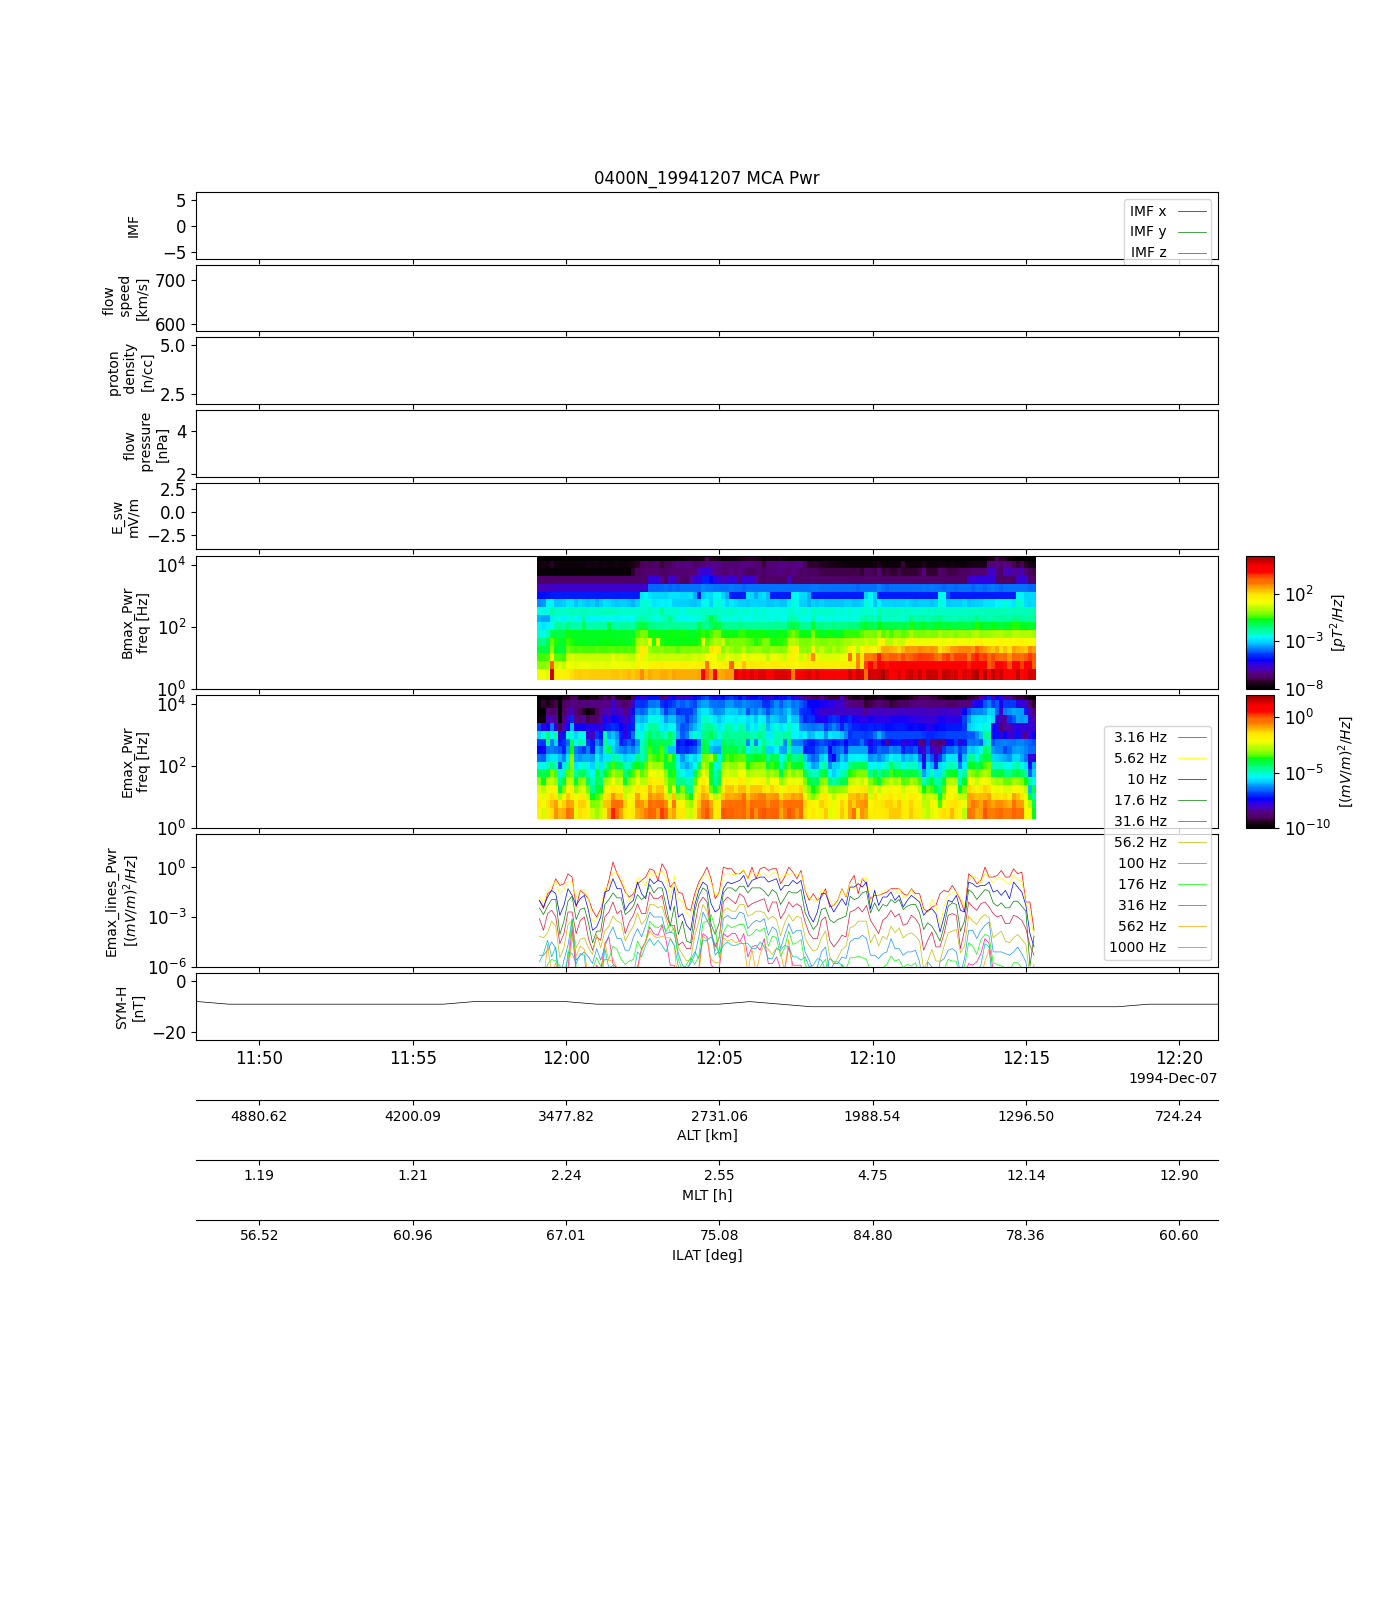 0400N_19941207 MCA Pwr
IMF
5
0
−5
IMF x
IMF y
IMF z
flow
speed
[km/s]
700
600
proton
density
[n/cc]
5.0
2.5
flow
pressure
[nPa]
4
2
E_sw
mV/m
2.5
0.0
−2.5
Bmax_Pwr
freq [Hz]
10^4
10^2
10^0
10^2
10^−3
10^−8
[pT^2/Hz]
Emax_Pwr
freq [Hz]
10^4
10^2
10^0
10^0
10^−5
10^−10
[(mV/m)^2/Hz]
3.16 Hz
5.62 Hz
10 Hz
17.6 Hz
31.6 Hz
56.2 Hz
100 Hz
176 Hz
316 Hz
562 Hz
1000 Hz
Emax_lines_Pwr
[(mV/m)^2/Hz]
10^0
10^−3
10^−6
SYM-H
[nT]
0
−20
11:50 11:55 12:00 12:05 12:10 12:15 12:20
1994-Dec-07
4880.62 4200.09 3477.82 2731.06 1988.54 1296.50 724.24
ALT [km]
1.19 1.21 2.24 2.55 4.75 12.14 12.90
MLT [h]
56.52 60.96 67.01 75.08 84.80 78.36 60.60
ILAT [deg]